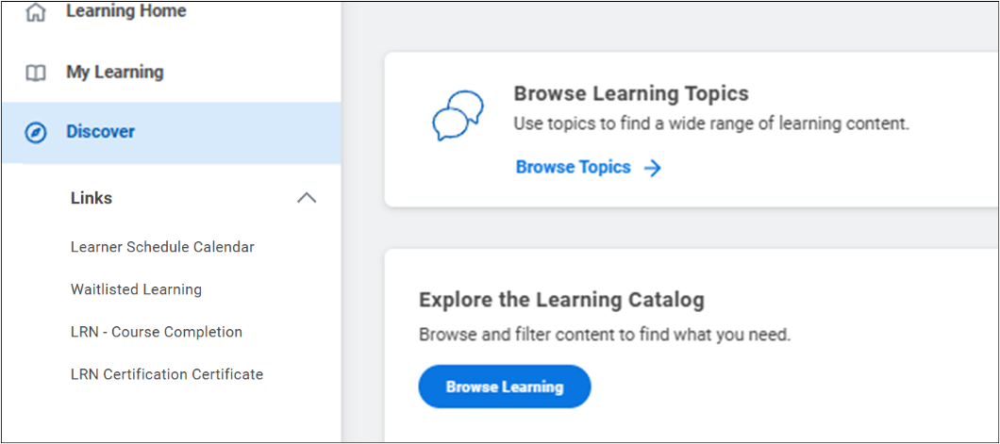 Learning Home
My Learning
Discover
Links
Learner Schedule Calendar
Waitlisted Learning
LRN - Course Completion
LRN Certification Certificate
Browse Learning Topics
Use topics to find a wide range of learning content.
Browse Topics
Explore the Learning Catalog
Browse and filter content to find what you need.
Browse Learning